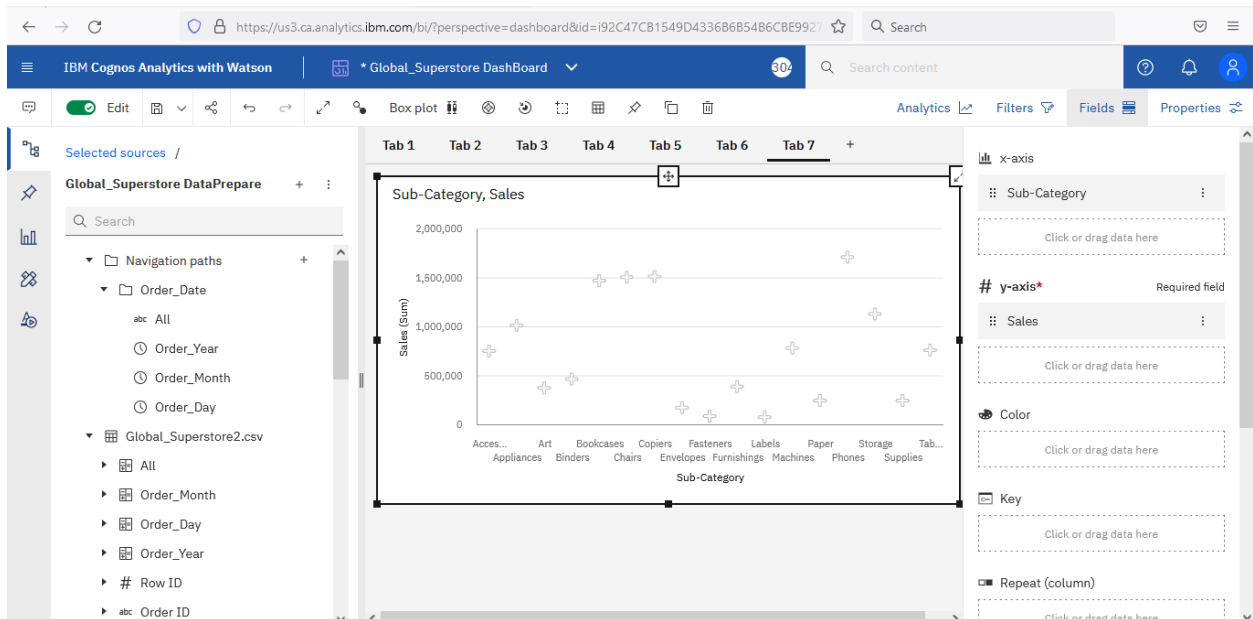 https://us3.ca.analytics.ibm.com/bi/?perspective=dashboard&id=i92C47CB1549D4336B6B54B6CBE9927 Search
IBM Cognos Analytics with Watson * Global_Superstore DashBoard 304 Search content
Edit Box plot Analytics Filters Fields Properties
Selected sources /
Global_Superstore DataPrepare
Search
Navigation paths
Order_Date
abc All
Order_Year
Order_Month
Order_Day
Global_Superstore2.csv
All
Order_Month
Order_Day
Order_Year
# Row ID
abc Order ID
Tab 1 Tab 2 Tab 3 Tab 4 Tab 5 Tab 6 Tab 7 +
Sub-Category, Sales
Sales (Sum)
2,000,000
1,500,000
1,000,000
500,000
0
Acces... Art Bookcases Copiers Fasteners Labels Paper Storage Tab...
Appliances Binders Chairs Envelopes Furnishings Machines Phones Supplies
Sub-Category
x-axis
Sub-Category
Click or drag data here
# y-axis* Required field
Sales
Click or drag data here
Color
Click or drag data here
Key
Click or drag data here
Repeat (column)
Click or drag data here